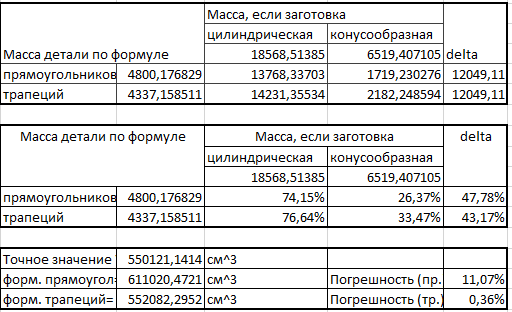 Масса, если заготовка
цилиндрическая конусообразная
Масса детали по формуле 18568,51385 6519,407105 delta
прямоугольников 4800,176829 13768,33703 1719,230276 12049,11
трапеций 4337,158511 14231,35534 2182,248594 12049,11
Масса детали по формуле Масса, если заготовка delta
цилиндрическая конусообразная
18568,51385 6519,407105
прямоугольников 4800,176829 74,15% 26,37% 47,78%
трапеций 4337,158511 76,64% 33,47% 43,17%
Точное значение 550121,1414 см^3
форм. прямоугол= 611020,4721 см^3 Погрешность (пр. 11,07%
форм. трапеций= 552082,2952 см^3 Погрешность (тр.) 0,36%